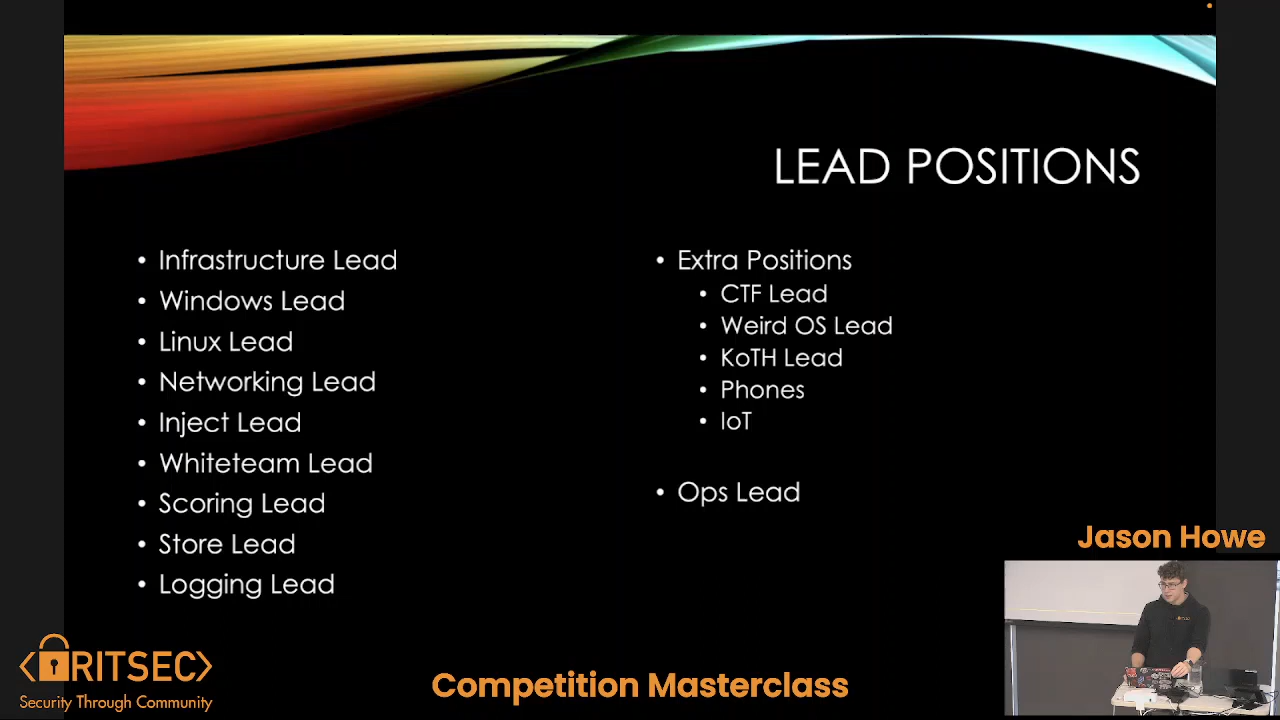 LEAD POSITIONS
Infrastructure Lead
Windows Lead
Linux Lead
Networking Lead
Inject Lead
Whiteteam Lead
Scoring Lead
Store Lead
Logging Lead
Extra Positions
CTF Lead
Weird OS Lead
KoTH Lead
Phones
IoT
Ops Lead
Jason Howe
RITSEC
Security Through Community
Competition Masterclass